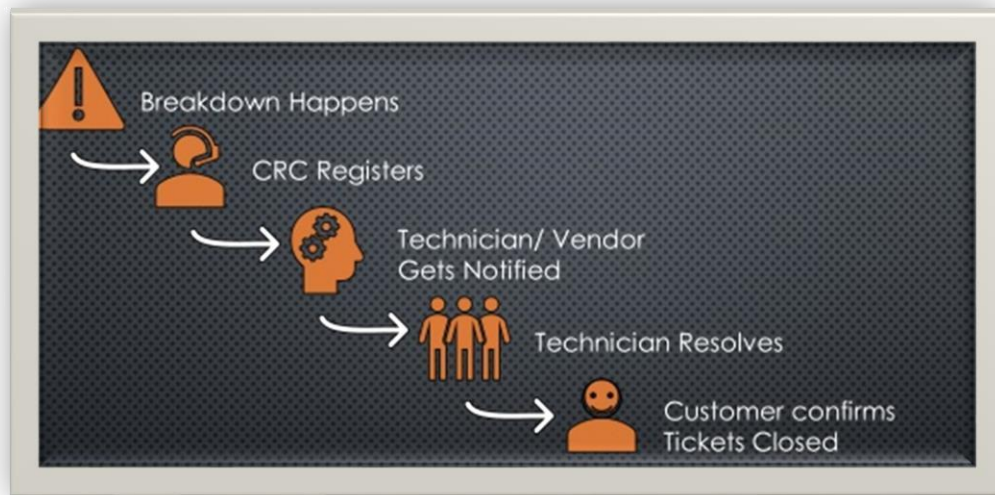 Breakdown Happens
CRC Registers
Technician/ Vendor
Gets Notified
Technician Resolves
Customer confirms
Tickets Closed